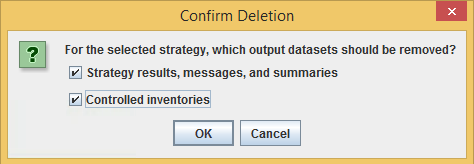 Confirm Deletion
For the selected strategy, which output datasets should be removed?
Strategy results, messages, and summaries
Controlled inventories
OK
Cancel